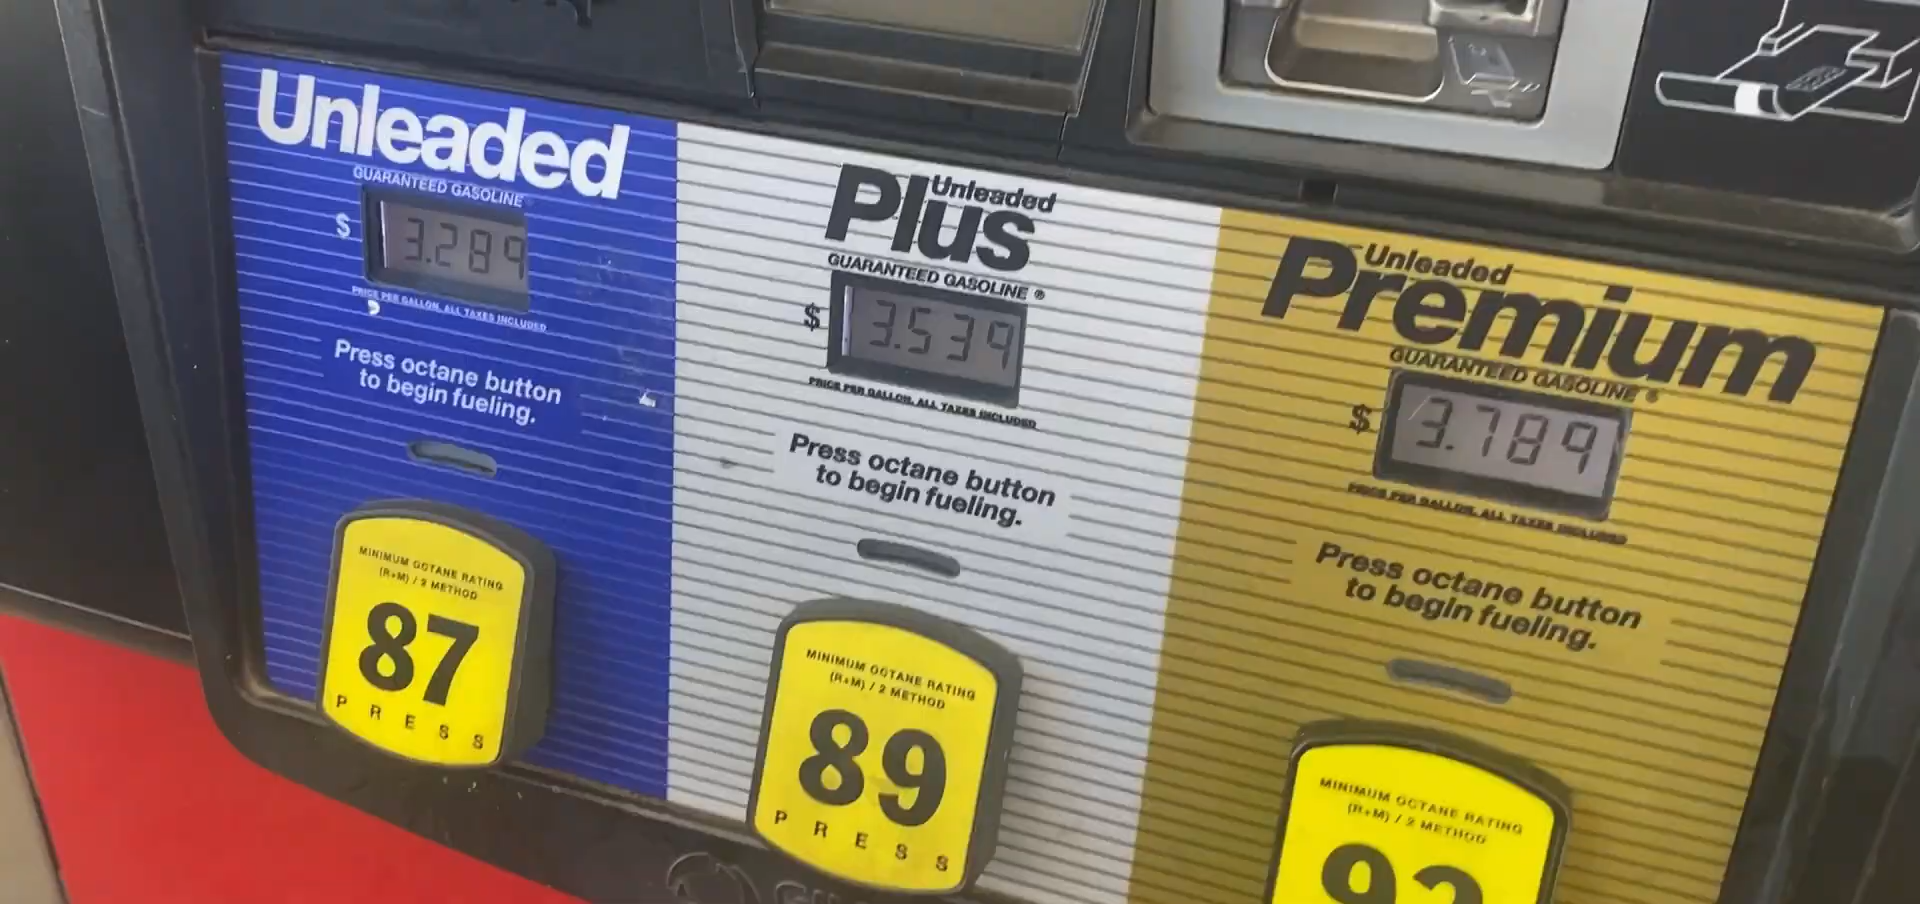 Unleaded
GUARANTEED GASOLINE
$ 3.289
PRICE PER GALLON, ALL TAXES INCLUDED
Press octane button
to begin fueling.
MINIMUM OCTANE RATING
(R+M) / 2 METHOD
87
PRESS
Unleaded
Plus
GUARANTEED GASOLINE ®
$ 3.539
PRICE PER GALLON, ALL TAXES INCLUDED
Press octane button
to begin fueling.
MINIMUM OCTANE RATING
(R+M) / 2 METHOD
89
PRESS
Unleaded
Premium
GUARANTEED GASOLINE ®
$ 3.789
PRICE PER GALLON, ALL TAXES INCLUDED
Press octane button
to begin fueling.
MINIMUM OCTANE RATING
(R+M) / 2 METHOD